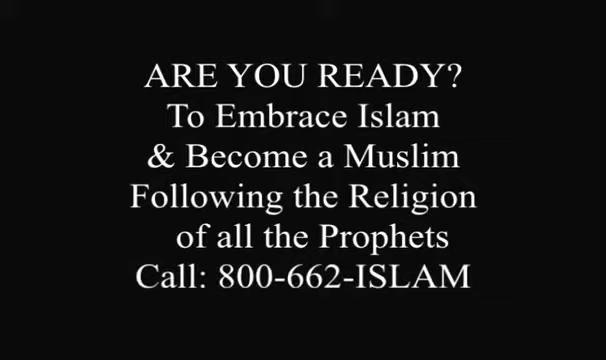 ARE YOU READY?
To Embrace Islam
& Become a Muslim
Following the Religion
of all the Prophets
Call: 800-662-ISLAM